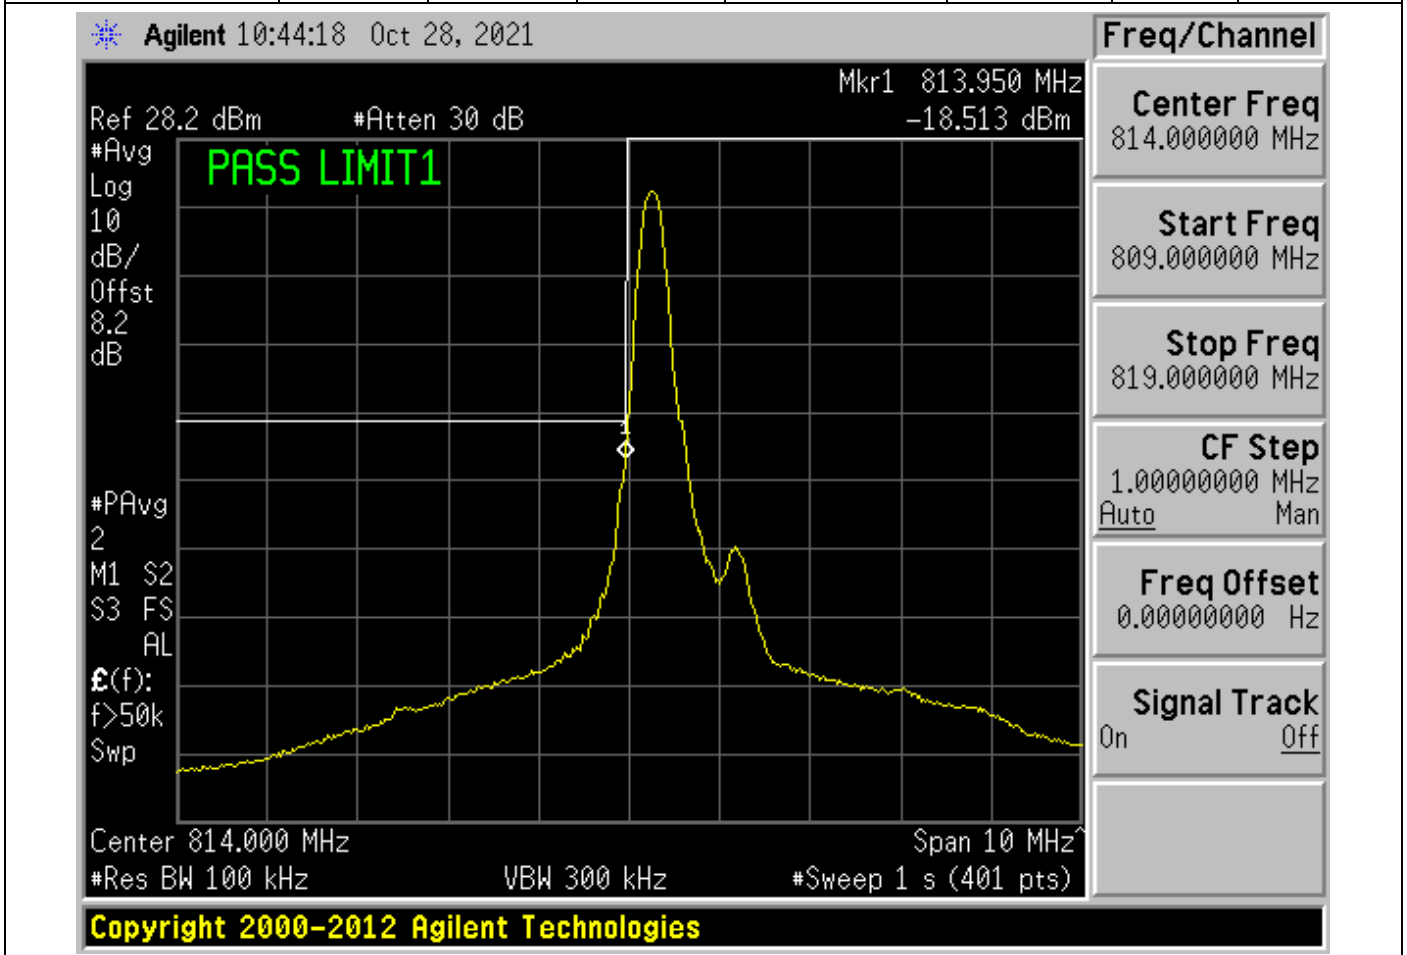 Agilent 10:44:18 Oct 28, 2021
Freq/Channel
Mkr1 813.950 MHz
Ref 28.2 dBm #Atten 30 dB -18.513 dBm
#Avg
Log
10
dB/
Offst
8.2
dB
PASS LIMIT1
1
#PAvg
2
M1 S2
S3 FS
AL
£(f):
f>50k
Swp
Center 814.000 MHz Span 10 MHz^
#Res BW 100 kHz VBW 300 kHz #Sweep 1 s (401 pts)
Copyright 2000-2012 Agilent Technologies
Center Freq
814.000000 MHz
Start Freq
809.000000 MHz
Stop Freq
819.000000 MHz
CF Step
1.00000000 MHz
Auto Man
Freq Offset
0.00000000 Hz
Signal Track
On Off